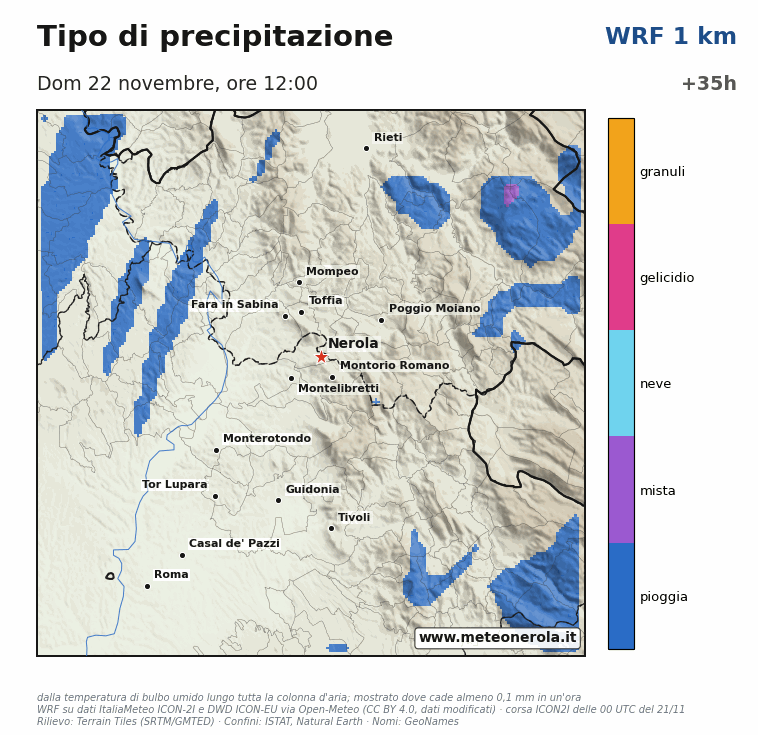 Tipo di precipitazione
WRF 1 km
Dom 22 novembre, ore 12:00
+35h
Rieti
granuli
gelicidio
neve
mista
pioggia
Mompeo
Fara in Sabina
Toffia
Poggio Moiano
Nerola
Montorio Romano
Montelibretti
Monterotondo
Tor Lupara
Guidonia
Tivoli
Casal de' Pazzi
Roma
www.meteonerola.it
dalla temperatura di bulbo umido lungo tutta la colonna d'aria; mostrato dove cade almeno 0,1 mm in un'ora
WRF su dati ItaliaMeteo ICON-2I e DWD ICON-EU via Open-Meteo (CC BY 4.0, dati modificati) · corsa ICON2I delle 00 UTC del 21/11
Rilievo: Terrain Tiles (SRTM/GMTED) · Confini: ISTAT, Natural Earth · Nomi: GeoNames